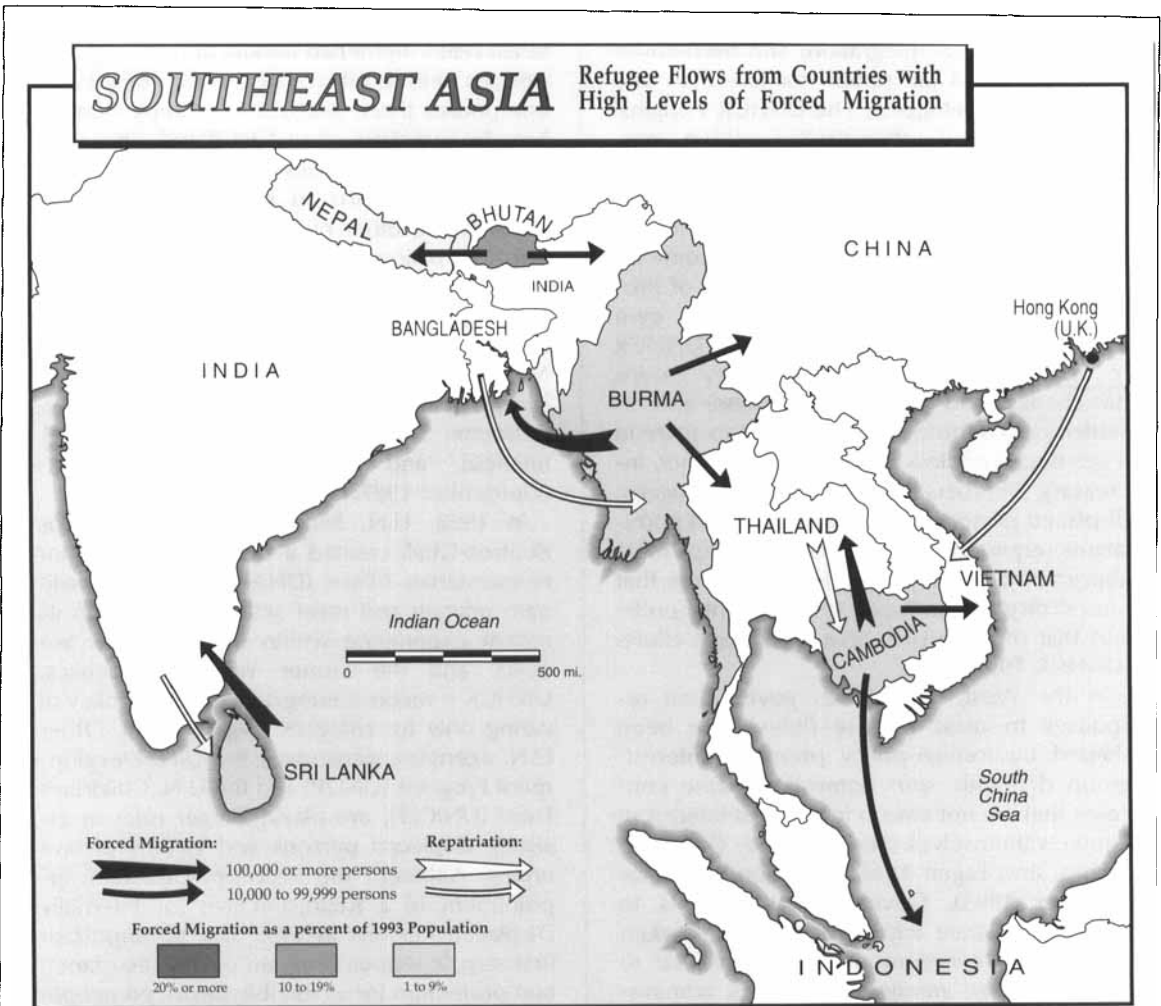 SOUTHEAST ASIA
Refugee Flows from Countries with
High Levels of Forced Migration
NEPAL
BHUTAN
CHINA
INDIA
BANGLADESH
Hong Kong
(U.K.)
INDIA
BURMA
THAILAND
VIETNAM
Indian Ocean
CAMBODIA
0
500 mi.
SRI LANKA
South
China
Sea
Forced Migration:
Repatriation:
100,000 or more persons
10,000 to 99,999 persons
Forced Migration as a percent of 1993 Population
INDONESIA
20% or more
10 to 19%
1 to 9%